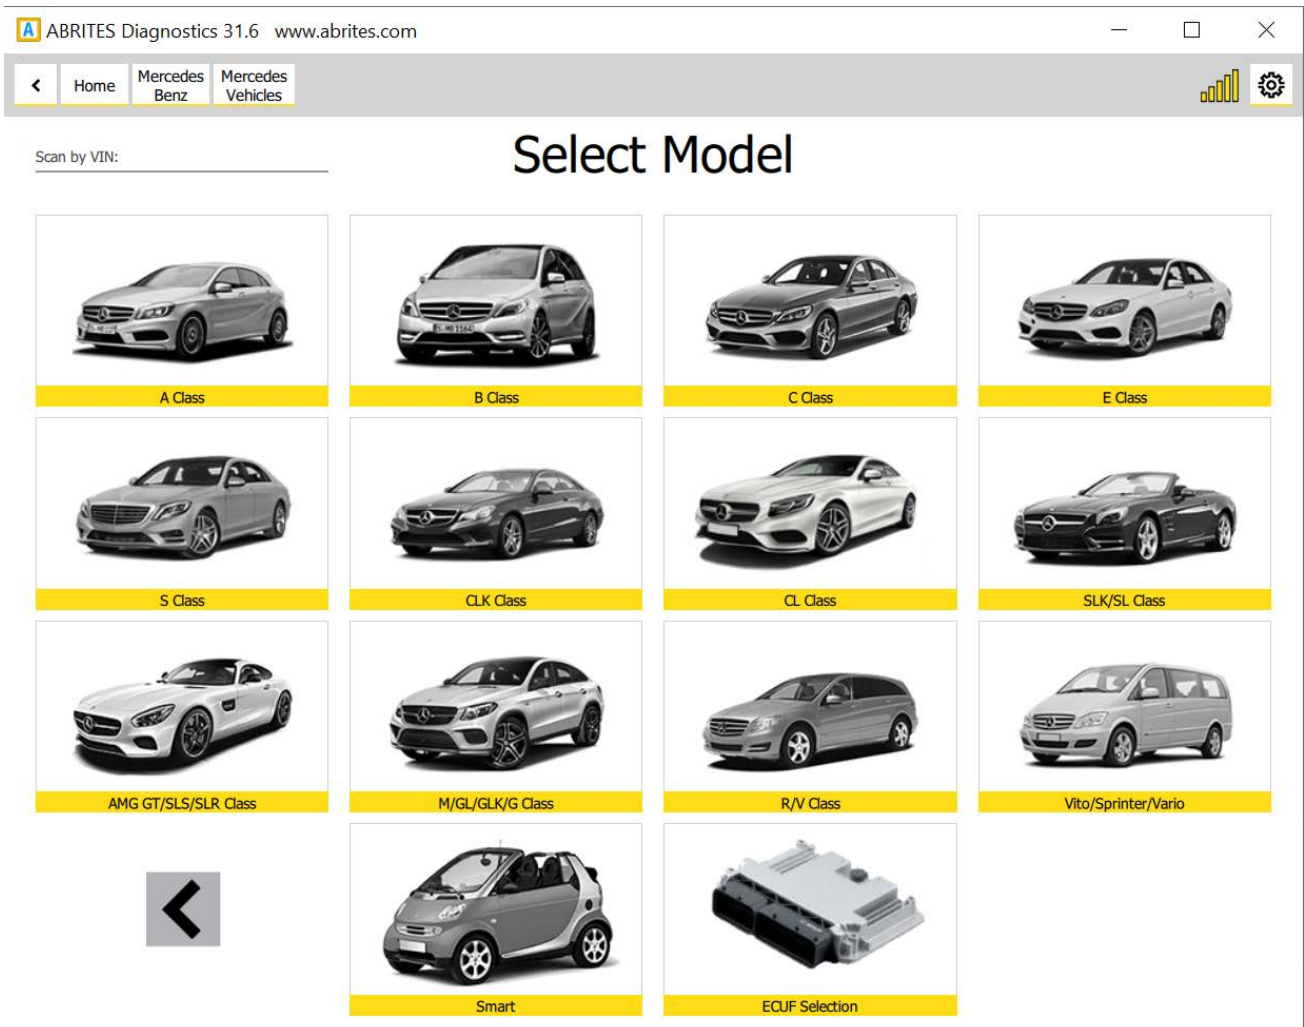 ABRITES Diagnostics 31.6 www.abrites.com
Home
Mercedes
Benz
Mercedes
Vehicles
Scan by VIN:
Select Model
S-MB 1164
A Class
B Class
C Class
E Class
S Class
CLK Class
CL Class
SLK/SL Class
AMG GT/SLS/SLR Class
M/GL/GLK/G Class
R/V Class
Vito/Sprinter/Vario
Smart
ECUF Selection